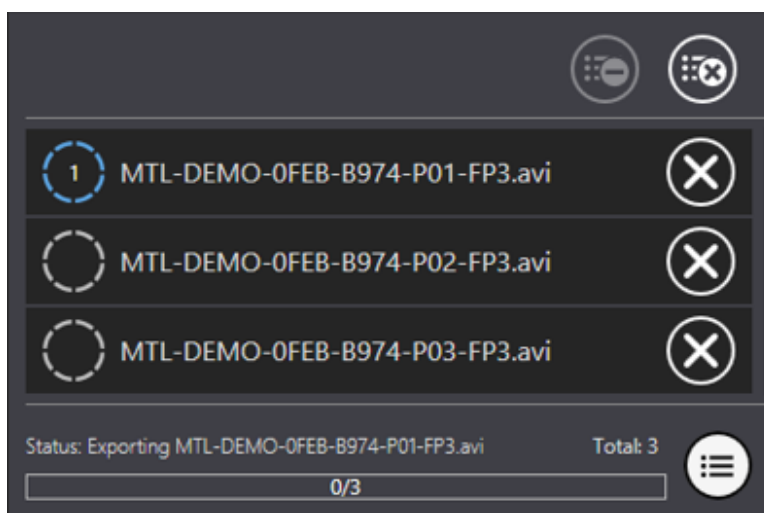 1 MTL-DEMO-0FEB-B974-P01-FP3.avi
MTL-DEMO-0FEB-B974-P02-FP3.avi
MTL-DEMO-0FEB-B974-P03-FP3.avi
Status: Exporting MTL-DEMO-0FEB-B974-P01-FP3.avi Total: 3
0/3